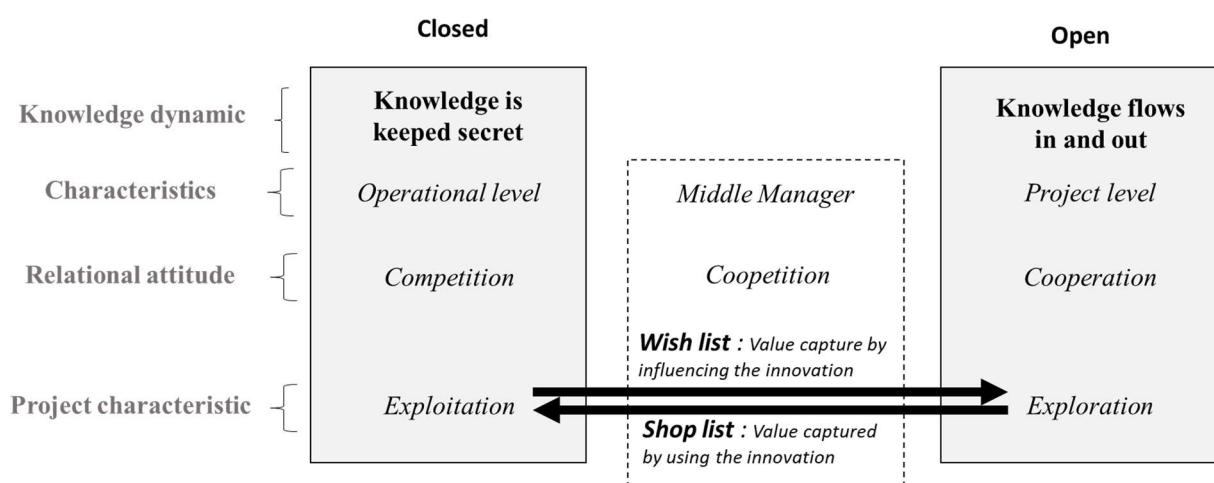 Closed
Open
Knowledge dynamic
Knowledge is
keeped secret
Knowledge flows
in and out
Characteristics
Operational level
Middle Manager
Project level
Relational attitude
Competition
Coopetition
Cooperation
Wish list : Value capture by
influencing the innovation
Project characteristic
Exploitation
Exploration
Shop list : Value captured
by using the innovation